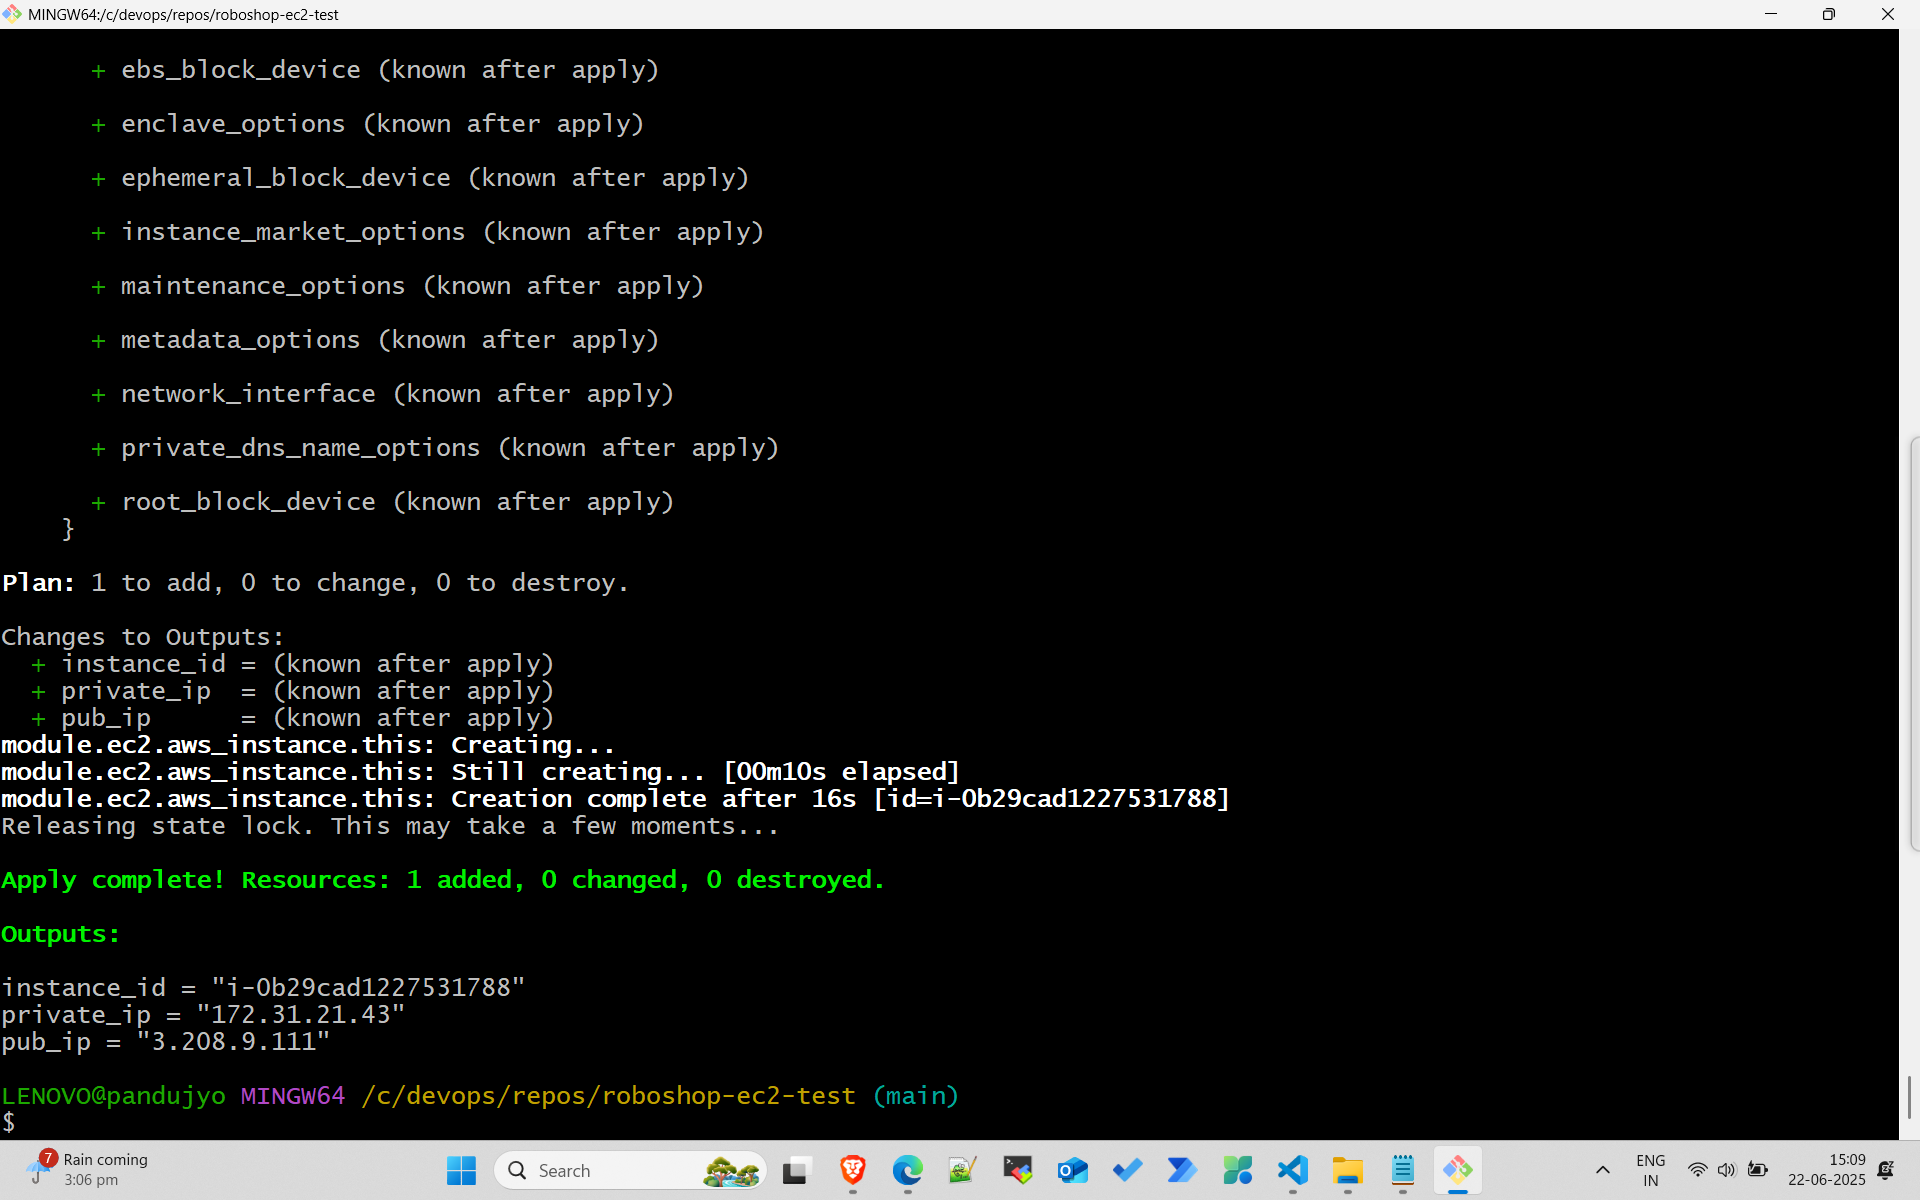 MINGW64:/c/devops/repos/roboshop-ec2-test
+ ebs_block_device (known after apply)
+ enclave_options (known after apply)
+ ephemeral_block_device (known after apply)
+ instance_market_options (known after apply)
+ maintenance_options (known after apply)
+ metadata_options (known after apply)
+ network_interface (known after apply)
+ private_dns_name_options (known after apply)
+ root_block_device (known after apply)
}
Plan: 1 to add, 0 to change, 0 to destroy.
Changes to Outputs:
+ instance_id = (known after apply)
+ private_ip  = (known after apply)
+ pub_ip      = (known after apply)
module.ec2.aws_instance.this: Creating...
module.ec2.aws_instance.this: Still creating... [00m10s elapsed]
module.ec2.aws_instance.this: Creation complete after 16s [id=i-0b29cad1227531788]
Releasing state lock. This may take a few moments...
Apply complete! Resources: 1 added, 0 changed, 0 destroyed.
Outputs:
instance_id = "i-0b29cad1227531788"
private_ip = "172.31.21.43"
pub_ip = "3.208.9.111"
LENOVO@pandujyo MINGW64 /c/devops/repos/roboshop-ec2-test (main)
$
7
Rain coming
3:06 pm
Search
ENG
IN
15:09
22-06-2025